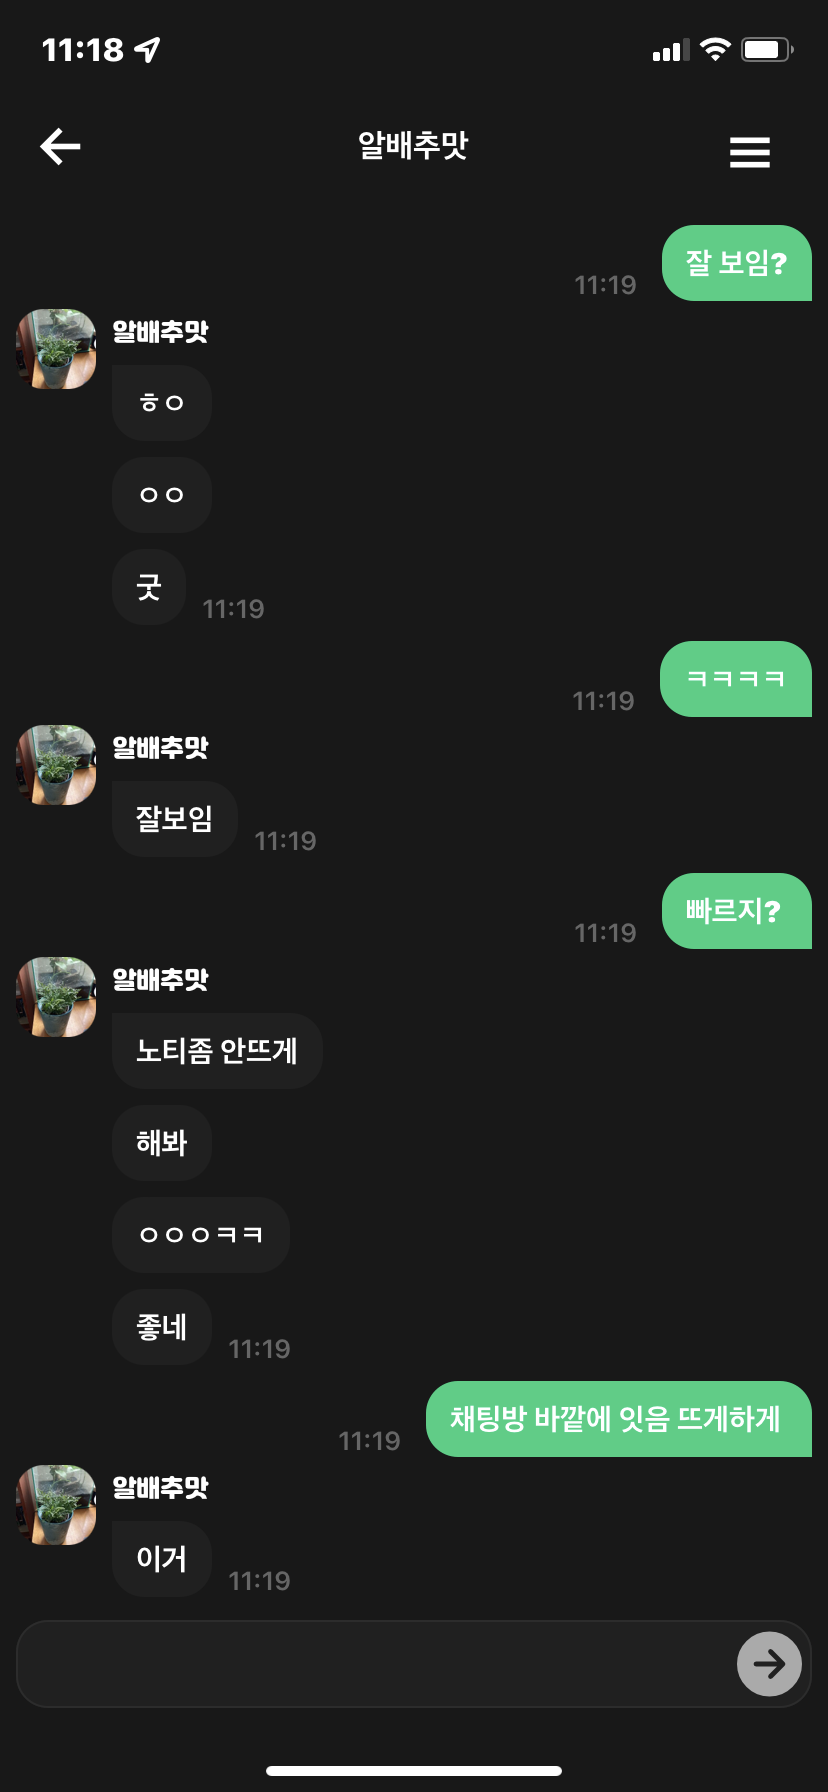 11:18
알배추맛
잘 보임?
11:19
알배추맛
ㅎㅇ
ㅇㅇ
굿
11:19
ㅋㅋㅋㅋ
11:19
알배추맛
잘보임
11:19
빠르지?
11:19
알배추맛
노티좀 안뜨게
해봐
ㅇㅇㅇㅋㅋ
좋네
11:19
채팅방 바깥에 잇음 뜨게하게
11:19
알배추맛
이거
11:19